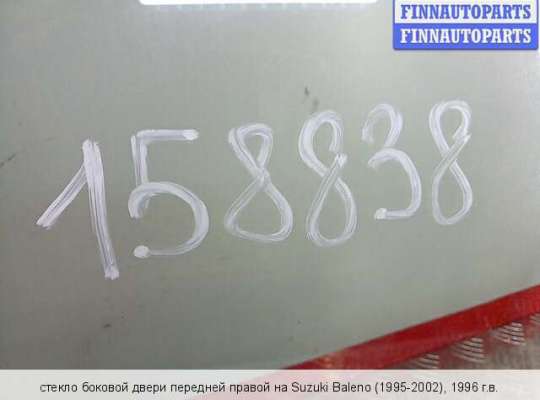 FINNAUTOPARTS
FINNAUTOPARTS
158838
стекло боковой двери передней правой на Suzuki Baleno (1995-2002), 1996 г.в.